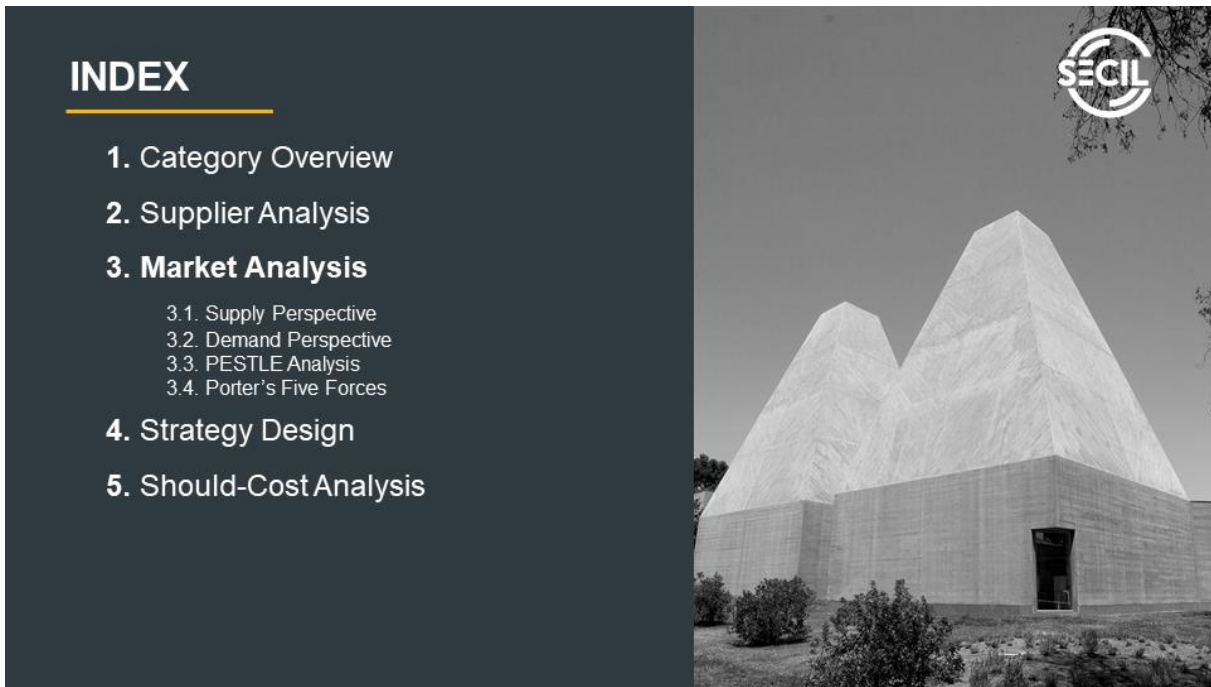 INDEX
1. Category Overview
2. Supplier Analysis
3. Market Analysis
3.1. Supply Perspective
3.2. Demand Perspective
3.3. PESTLE Analysis
3.4. Porter's Five Forces
4. Strategy Design
5. Should-Cost Analysis
SECIL